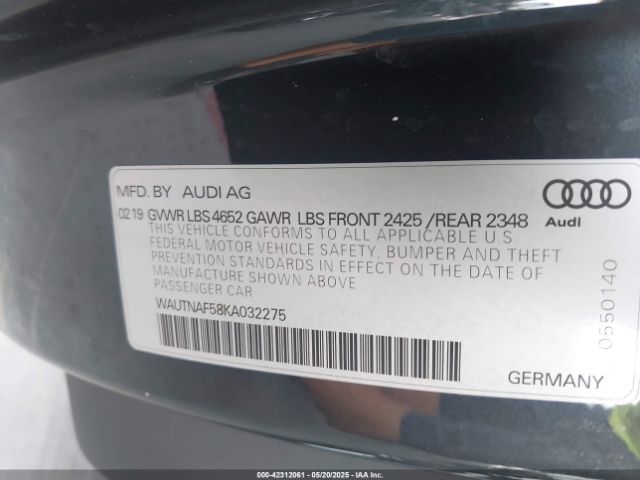 MFD. BY AUDI AG
02 19 GVWR LBS 4652 GAWR LBS FRONT 2425 /REAR 2348
THIS VEHICLE CONFORMS TO ALL APPLICABLE U.S
FEDERAL MOTOR VEHICLE SAFETY, BUMPER AND THEFT
PREVENTION STANDARDS IN EFFECT ON THE DATE OF
MANUFACTURE SHOWN ABOVE
PASSENGER CAR
WAUTNAF58KA032275
Audi
0550140
GERMANY
000-42312061 | 05/20/2025 | IAAI.com